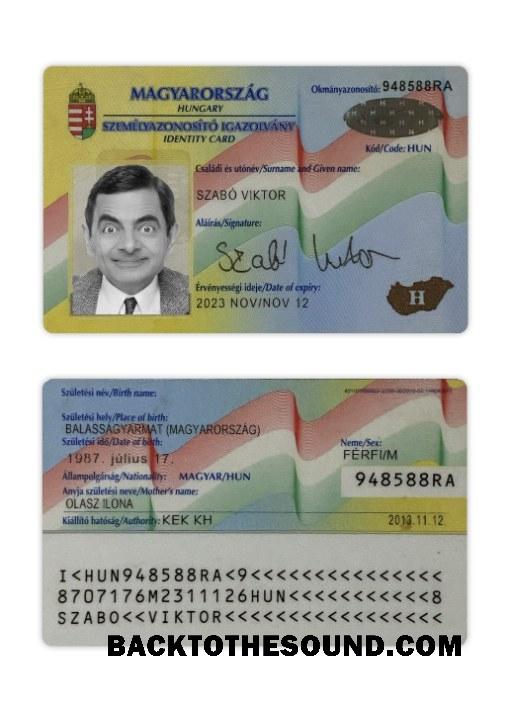 MAGYARORSZÁG
HUNGARY
SZEMÉLYAZONOSÍTÓ IGAZOLVÁNY
IDENTITY CARD
Okmányazonosító: 948588RA
Kód/Code: HUN
Családi és utónév/Surname and Given name:
SZABÓ VIKTOR
Aláírás/Signature:
Szabó Viktor
Érvényességi ideje/Date of expiry:
2023 NOV/NOV 12
H
Születési név/Birth name:
Születési hely/Place of birth:
BALASSAGYARMAT (MAGYARORSZÁG)
Születési idő/Date of birth:
1987. július 17.
Neme/Sex:
FÉRFI/M
Állampolgárság/Nationality: MAGYAR/HUN
948588RA
Anyja születési neve/Mother's name:
OLASZ ILONA
Kiállító hatóság/Authority: KEK KH
2013.11.12
I<HUN948588RA<9<<<<<<<<<<<<<<<
8707176M2311126HUN<<<<<<<<<<<8
SZABO<<VIKTOR<<<<<<<<<<<<<<<<<
BACKTOTHESOUND.COM